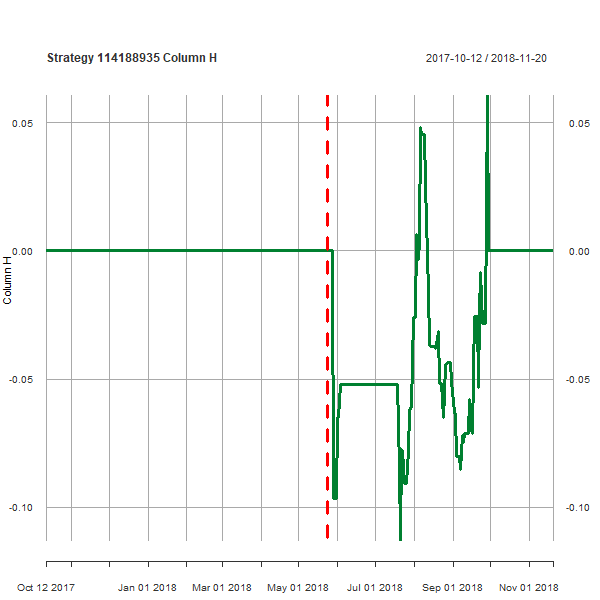 Strategy 114188935 Column H
2017-10-12 / 2018-11-20
0.05
0.05
0.00
0.00
-0.05
-0.05
-0.10
-0.10
Column H
Oct 12 2017
Jan 01 2018
Mar 01 2018
May 01 2018
Jul 01 2018
Sep 01 2018
Nov 01 2018